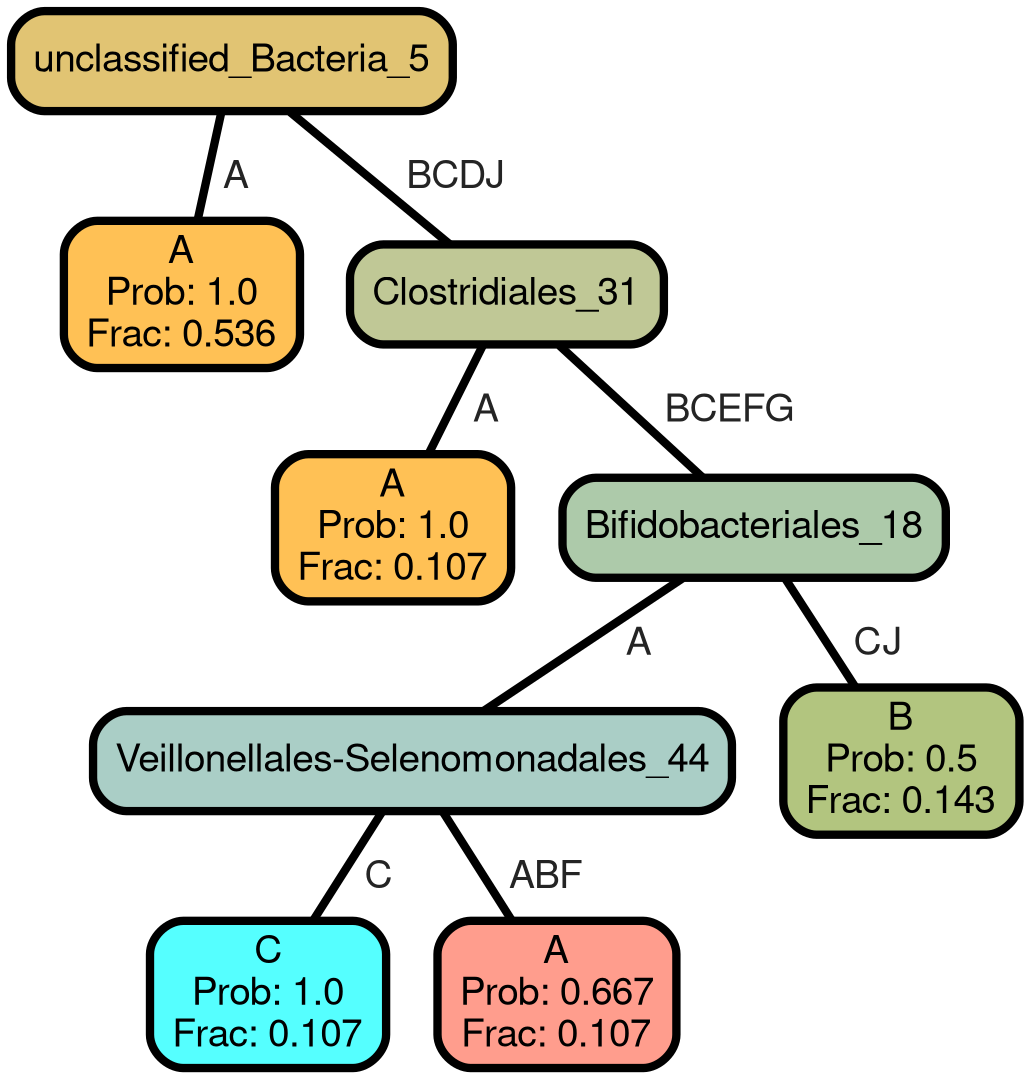 unclassified_Bacteria_5
A
BCDJ
A
Prob: 1.0
Frac: 0.536
Clostridiales_31
A
BCEFG
A
Prob: 1.0
Frac: 0.107
Bifidobacteriales_18
A
CJ
Veillonellales-Selenomonadales_44
B
Prob: 0.5
Frac: 0.143
C
ABF
C
Prob: 1.0
Frac: 0.107
A
Prob: 0.667
Frac: 0.107